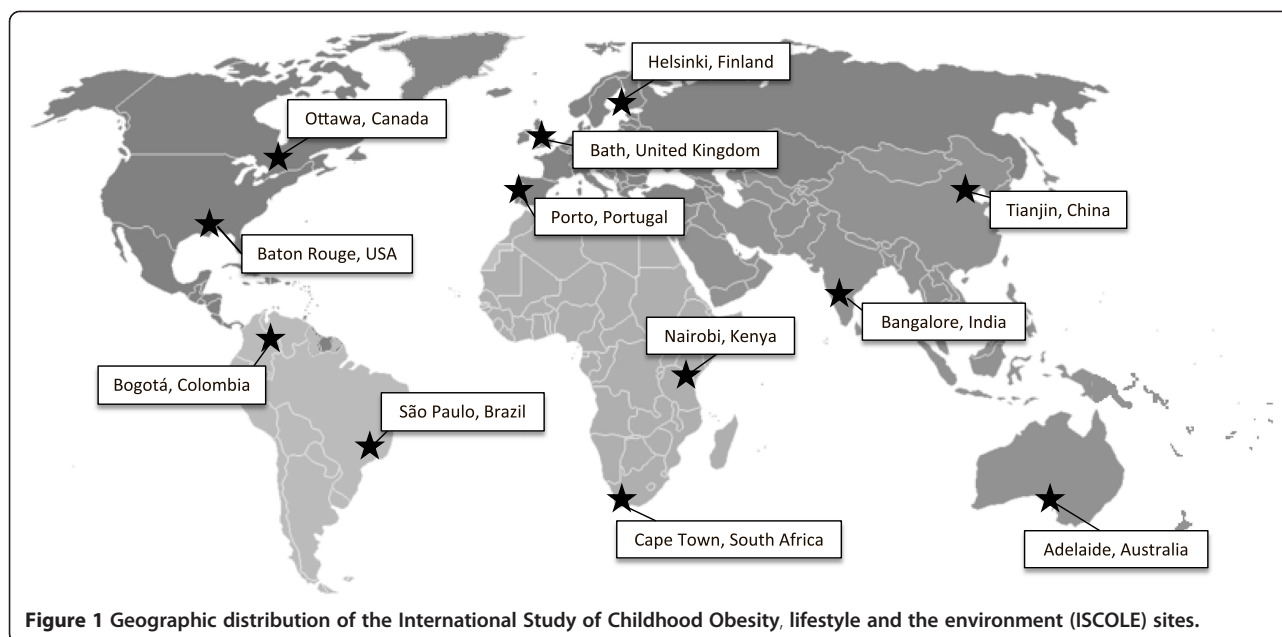 Helsinki, Finland
Ottawa, Canada
Bath, United Kingdom
Tianjin, China
Porto, Portugal
Baton Rouge, USA
Bangalore, India
Nairobi, Kenya
Bogotá, Colombia
São Paulo, Brazil
Cape Town, South Africa
Adelaide, Australia
Figure 1 Geographic distribution of the International Study of Childhood Obesity, lifestyle and the environment (ISCOLE) sites.